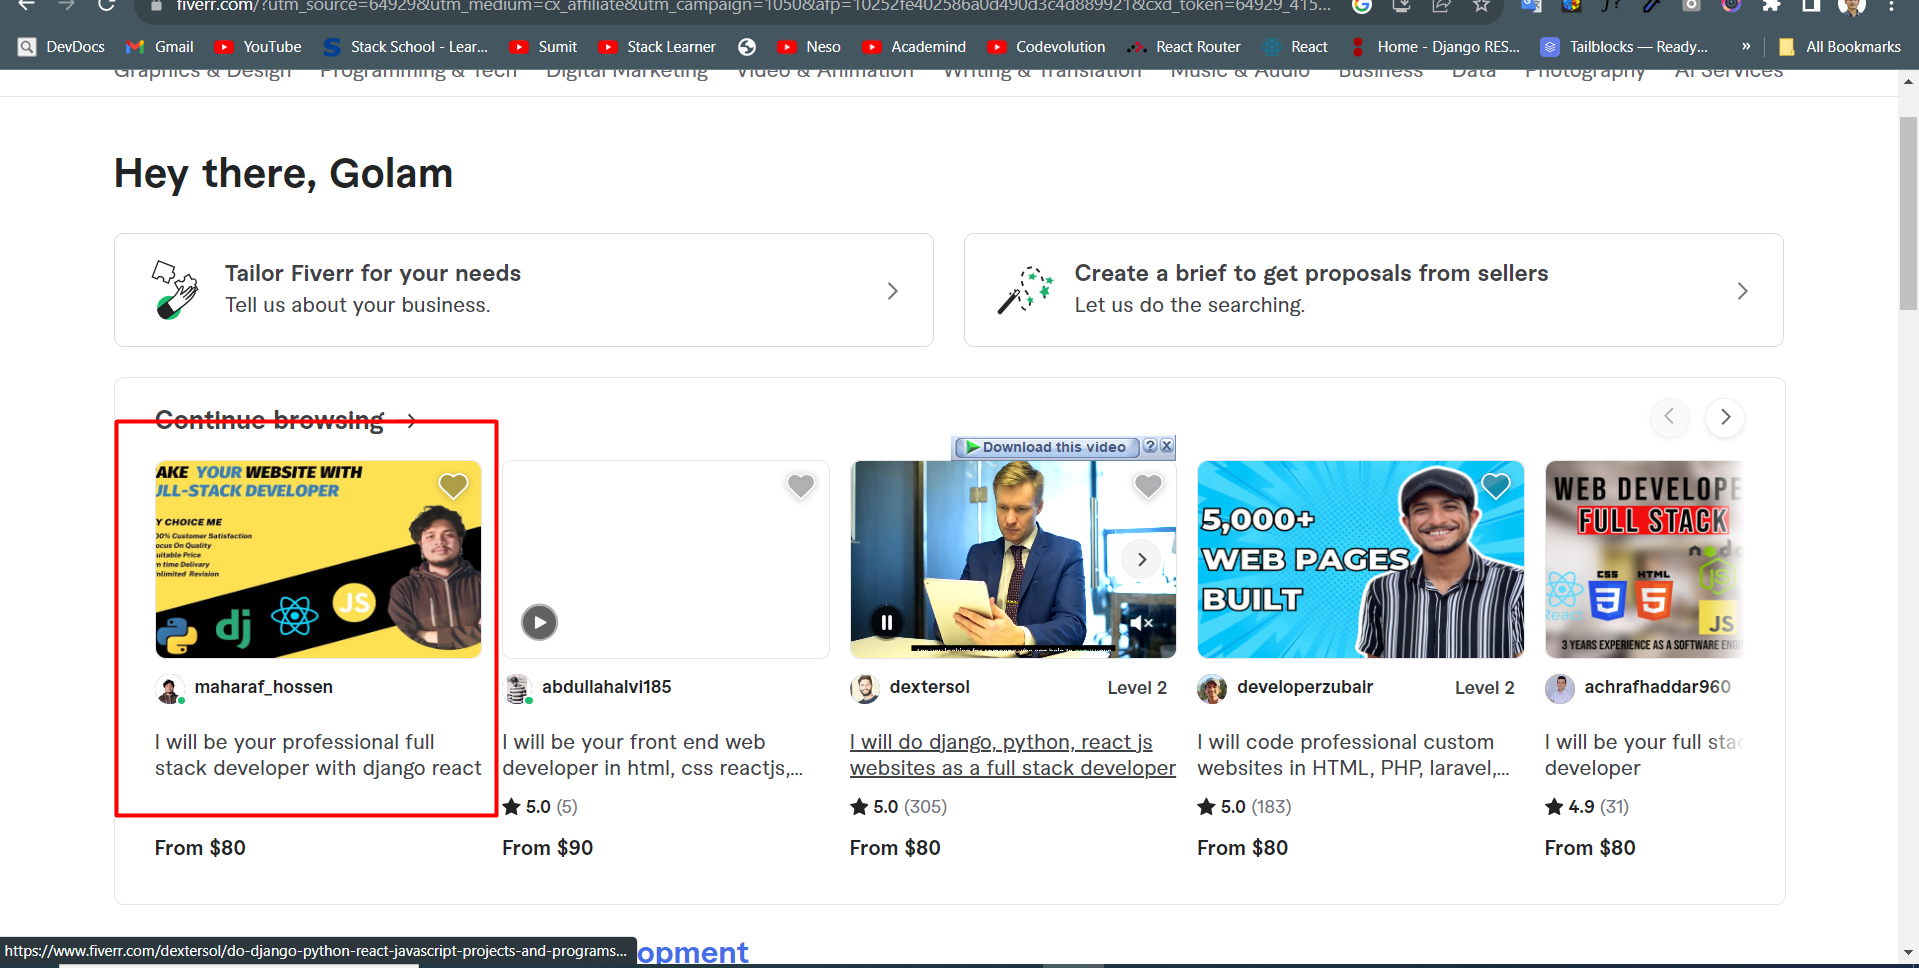 fiverr.com/?utm_source=64929&utm_medium=cx_affiliate&utm_campaign=1050&afp=10252fe402586a0d490d3c4d889921&cxd_token=64929_415...
DevDocs Gmail YouTube Stack School - Lear... Sumit Stack Learner Neso Academind Codevolution React Router React Home - Django RES... Tailblocks — Ready... » All Bookmarks
Graphics & Design Programming & Tech Digital Marketing Video & Animation Writing & Translation Music & Audio Business Data Photography AI Services
Hey there, Golam
Tailor Fiverr for your needs
Tell us about your business.
Create a brief to get proposals from sellers
Let us do the searching.
Continue browsing
Download this video ? X
AKE YOUR WEBSITE WITH
ULL-STACK DEVELOPER
Y CHOICE ME
00% Customer Satisfaction
ocus On Quality
uitable Price
n time Delivary
nlimited Revision
dj
JS
5,000+
WEB PAGES
BUILT
WEB DEVELOPE
FULL STACK
CSS HTML
React
JS
3 YEARS EXPERIENCE AS A SOFTWARE ENGI
maharaf_hossen
abdullahalvi185
dextersol Level 2
developerzubair Level 2
achrafhaddar960
I will be your professional full
stack developer with django react
From $80
I will be your front end web
developer in html, css reactjs,...
5.0 (5)
From $90
I will do django, python, react js
websites as a full stack developer
5.0 (305)
From $80
I will code professional custom
websites in HTML, PHP, laravel,...
5.0 (183)
From $80
I will be your full stac
developer
4.9 (31)
From $80
https://www.fiverr.com/dextersol/do-django-python-react-javascript-projects-and-programs...
opment